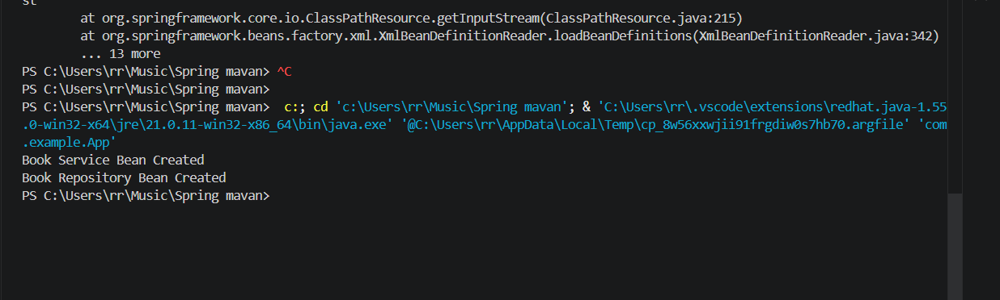 st
at org.springframework.core.io.ClassPathResource.getInputStream(ClassPathResource.java:215)
at org.springframework.beans.factory.xml.XmlBeanDefinitionReader.loadBeanDefinitions(XmlBeanDefinitionReader.java:342)
... 13 more
PS C:\Users\rr\Music\Spring mavan> ^C
PS C:\Users\rr\Music\Spring mavan>
PS C:\Users\rr\Music\Spring mavan>  c:; cd 'c:\Users\rr\Music\Spring mavan'; & 'C:\Users\rr\.vscode\extensions\redhat.java-1.55
.0-win32-x64\jre\21.0.11-win32-x86_64\bin\java.exe' '@C:\Users\rr\AppData\Local\Temp\cp_8w56xxwjii91frgdiw0s7hb70.argfile' 'com
.example.App'
Book Service Bean Created
Book Repository Bean Created
PS C:\Users\rr\Music\Spring mavan>